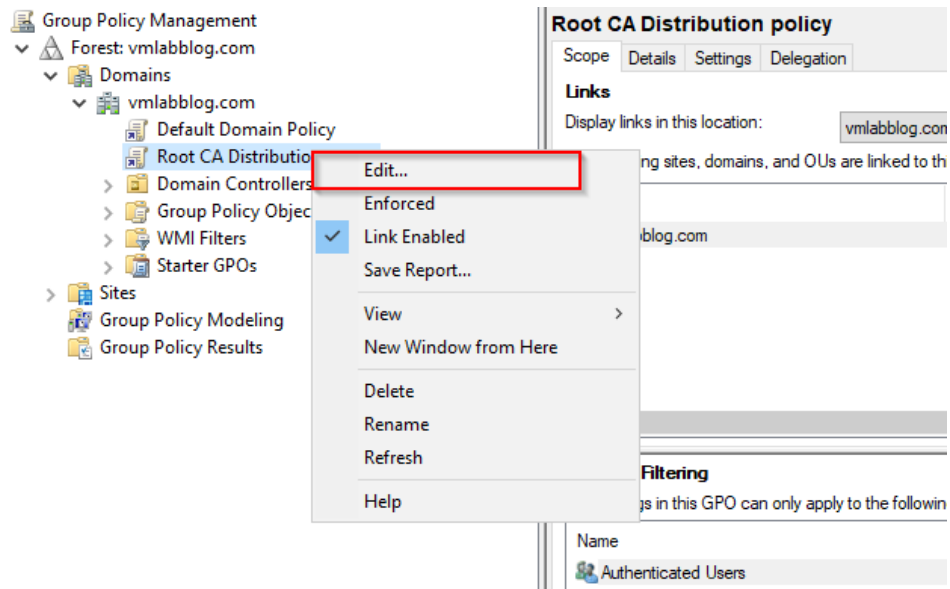 Group Policy Management
Forest: vmlabblog.com
Domains
vmlabblog.com
Default Domain Policy
Root CA Distributio
Domain Controllers
Group Policy Objec
WMI Filters
Starter GPOs
Sites
Group Policy Modeling
Group Policy Results
Edit...
Enforced
Link Enabled
Save Report...
View
New Window from Here
Delete
Rename
Refresh
Help
Root CA Distribution policy
Scope Details Settings Delegation
Links
Display links in this location: vmlabblog.com
ng sites, domains, and OUs are linked to th
blog.com
Filtering
gs in this GPO can only apply to the followin
Name
Authenticated Users